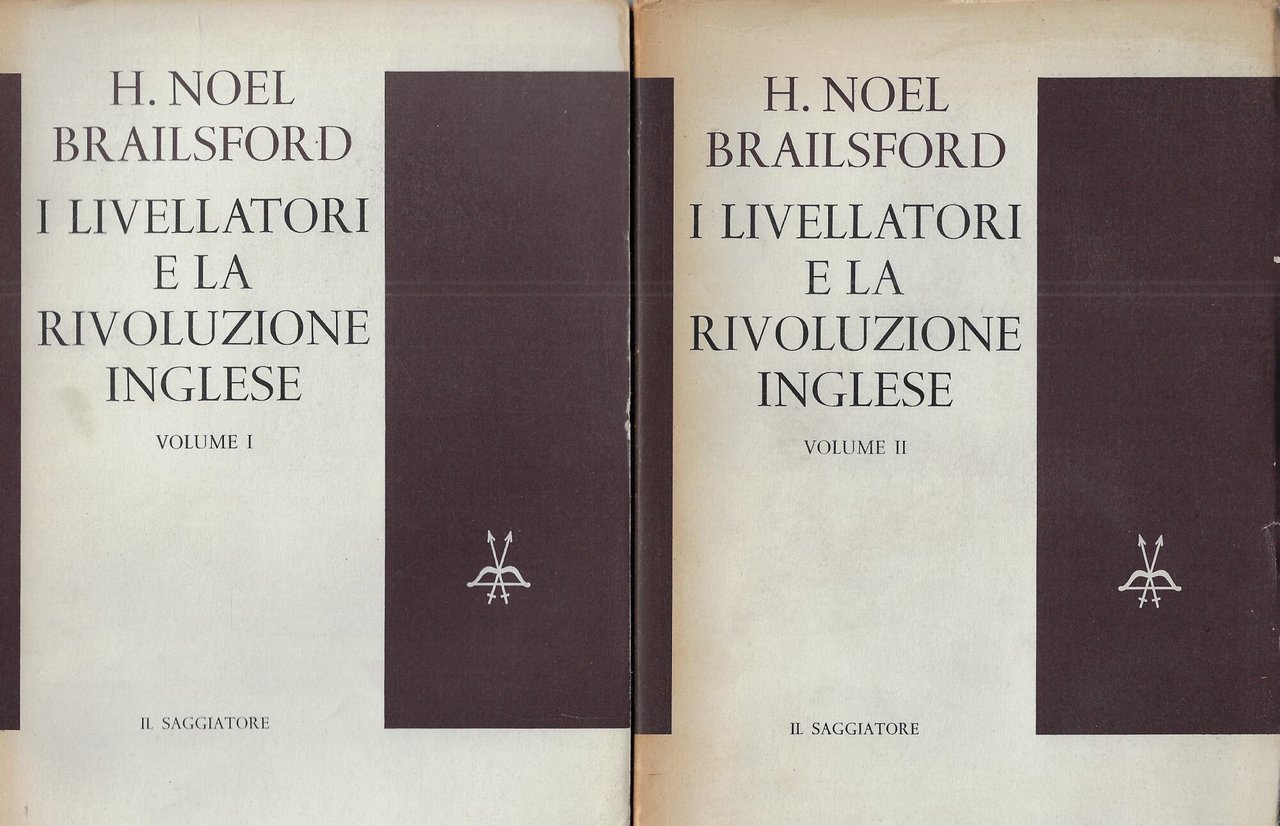 H. NOEL
BRAILSFORD
I LIVELLATORI
E LA
RIVOLUZIONE
INGLESE
VOLUME I
IL SAGGIATORE
H. NOEL
BRAILSFORD
I LIVELLATORI
E LA
RIVOLUZIONE
INGLESE
VOLUME II
IL SAGGIATORE